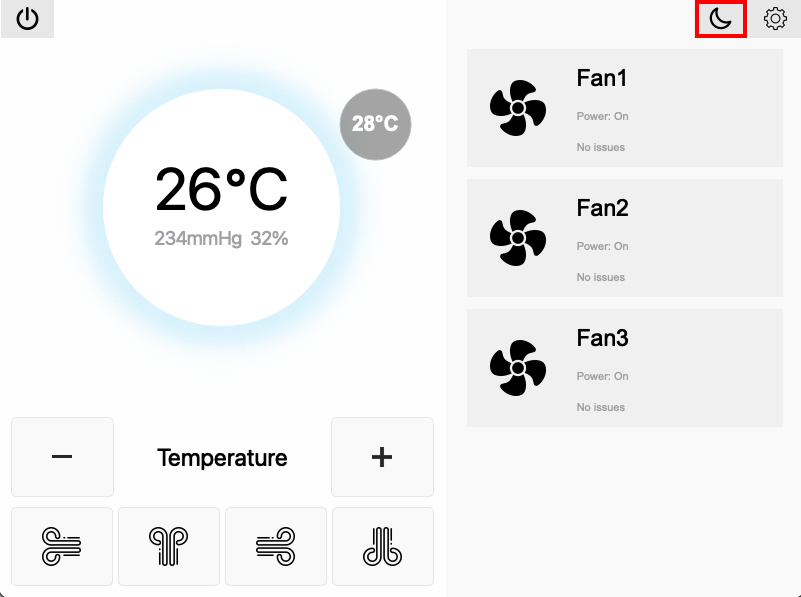 28°C
26°C
234mmHg 32%
Temperature
Fan1
Power: On
No issues
Fan2
Power: On
No issues
Fan3
Power: On
No issues